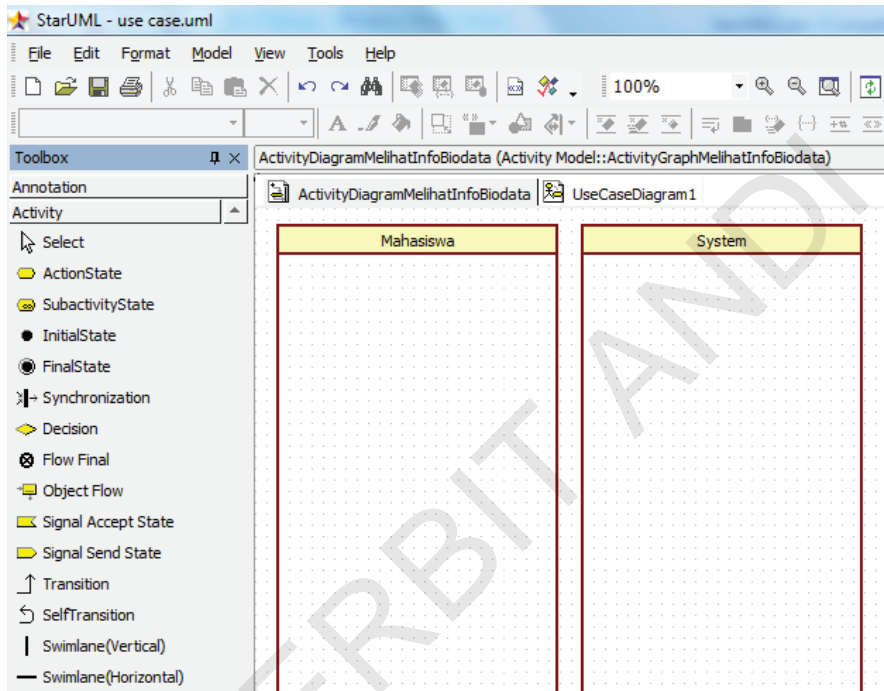 StarUML - use case.uml
File Edit Format Model View Tools Help
100%
Toolbox
ActivityDiagramMelihatInfoBiodata (Activity Model::ActivityGraphMelihatInfoBiodata)
Annotation
Activity
ActivityDiagramMelihatInfoBiodata UseCaseDiagram1
Select
Mahasiswa System
ActionState
SubactivityState
InitialState
FinalState
Synchronization
Decision
Flow Final
Object Flow
Signal Accept State
Signal Send State
Transition
SelfTransition
Swimlane(Vertical)
Swimlane(Horizontal)
ERBIT ANDI